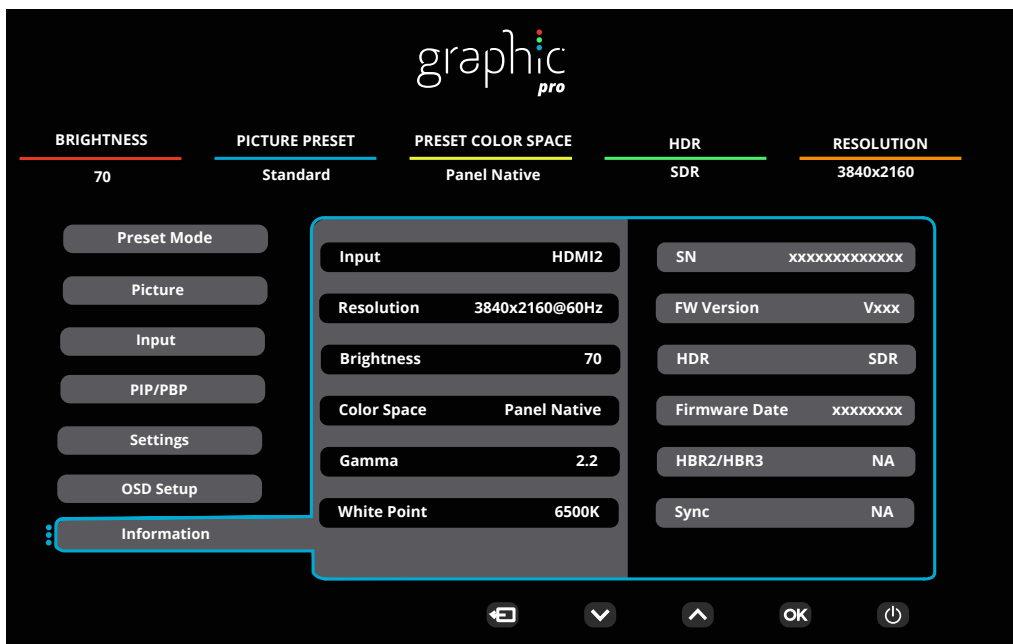 graphic
pro
BRIGHTNESS PICTURE PRESET PRESET COLOR SPACE HDR RESOLUTION
70 Standard Panel Native SDR 3840x2160
Preset Mode
Picture
Input
PIP/PBP
Settings
OSD Setup
Information
Input HDMI2
Resolution 3840x2160@60Hz
Brightness 70
Color Space Panel Native
Gamma 2.2
White Point 6500K
SN xxxxxxxxxxxxx
FW Version Vxxx
HDR SDR
Firmware Date xxxxxxxx
HBR2/HBR3 NA
Sync NA
OK